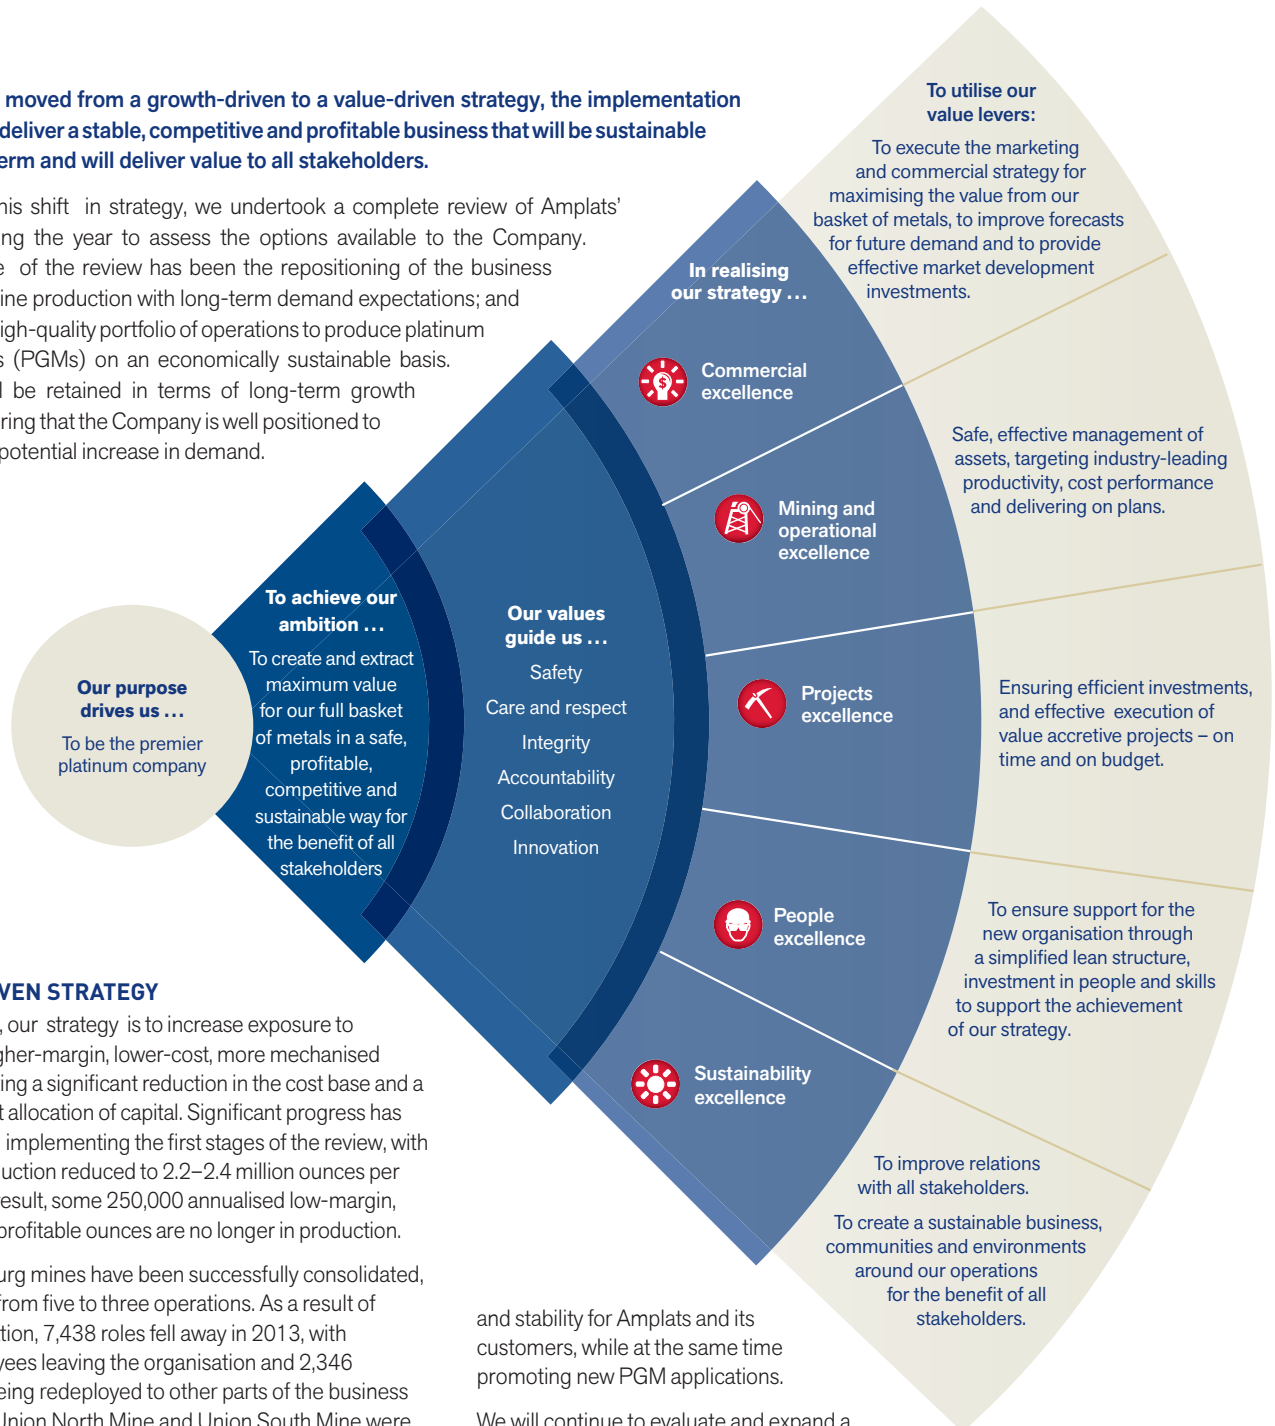 moved from a growth-driven to a value-driven strategy, the implementation
deliver a stable, competitive and profitable business that will be sustainable
erm and will deliver value to all stakeholders.
his shift in strategy, we undertook a complete review of Amplats’
ing the year to assess the options available to the Company.
e of the review has been the repositioning of the business
ine production with long-term demand expectations; and
igh-quality portfolio of operations to produce platinum
s (PGMs) on an economically sustainable basis.
l be retained in terms of long-term growth
ring that the Company is well positioned to
potential increase in demand.
Our purpose
drives us ...
To be the premier
platinum company
To achieve our
ambition ...
To create and extract
maximum value
for our full basket
of metals in a safe,
profitable,
competitive and
sustainable way for
the benefit of all
stakeholders
Our values
guide us ...
Safety
Care and respect
Integrity
Accountability
Collaboration
Innovation
In realising
our strategy ...
Commercial
excellence
Mining and
operational
excellence
Projects
excellence
People
excellence
Sustainability
excellence
To utilise our
value levers:
To execute the marketing
and commercial strategy for
maximising the value from our
basket of metals, to improve forecasts
for future demand and to provide
effective market development
investments.
Safe, effective management of
assets, targeting industry-leading
productivity, cost performance
and delivering on plans.
Ensuring efficient investments,
and effective execution of
value accretive projects – on
time and on budget.
To ensure support for the
new organisation through
a simplified lean structure,
investment in people and skills
to support the achievement
of our strategy.
To improve relations
with all stakeholders.
To create a sustainable business,
communities and environments
around our operations
for the benefit of all
stakeholders.
VEN STRATEGY
, our strategy is to increase exposure to
gher-margin, lower-cost, more mechanised
ing a significant reduction in the cost base and a
t allocation of capital. Significant progress has
implementing the first stages of the review, with
duction reduced to 2.2–2.4 million ounces per
result, some 250,000 annualised low-margin,
profitable ounces are no longer in production.
urg mines have been successfully consolidated,
from five to three operations. As a result of
tion, 7,438 roles fell away in 2013, with
yees leaving the organisation and 2,346
eing redeployed to other parts of the business
Union North Mine and Union South Mine were
and stability for Amplats and its
customers, while at the same time
promoting new PGM applications.
We will continue to evaluate and expand a